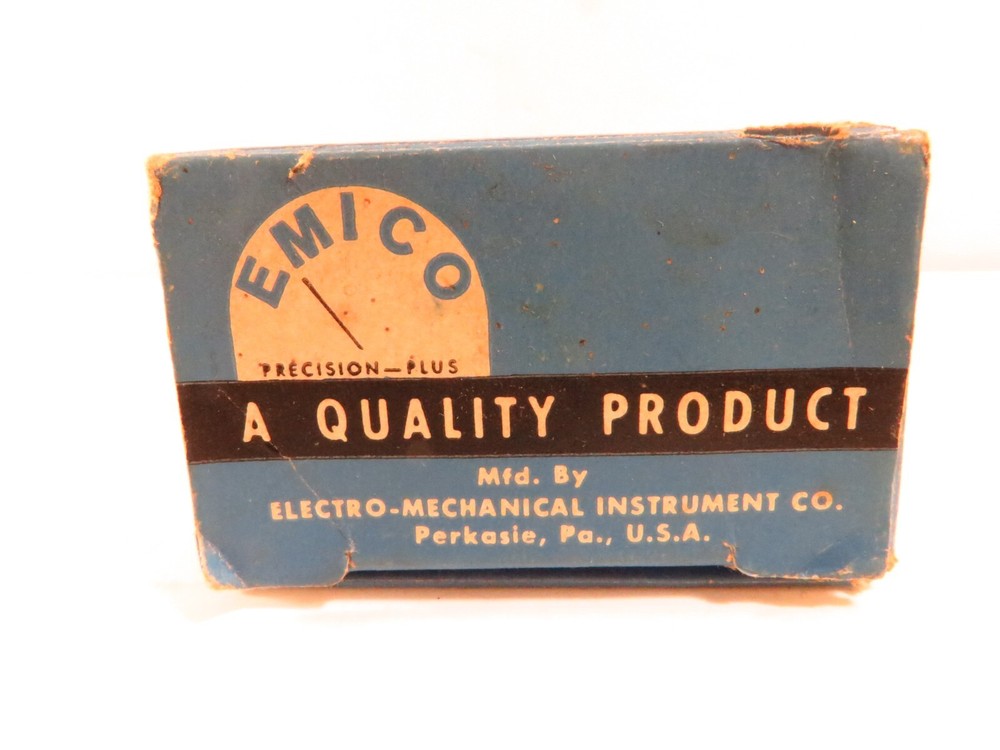 EMICO
PRECISION—PLUS
A QUALITY PRODUCT
Mfd. By
ELECTRO-MECHANICAL INSTRUMENT CO.
Perkasie, Pa., U.S.A.